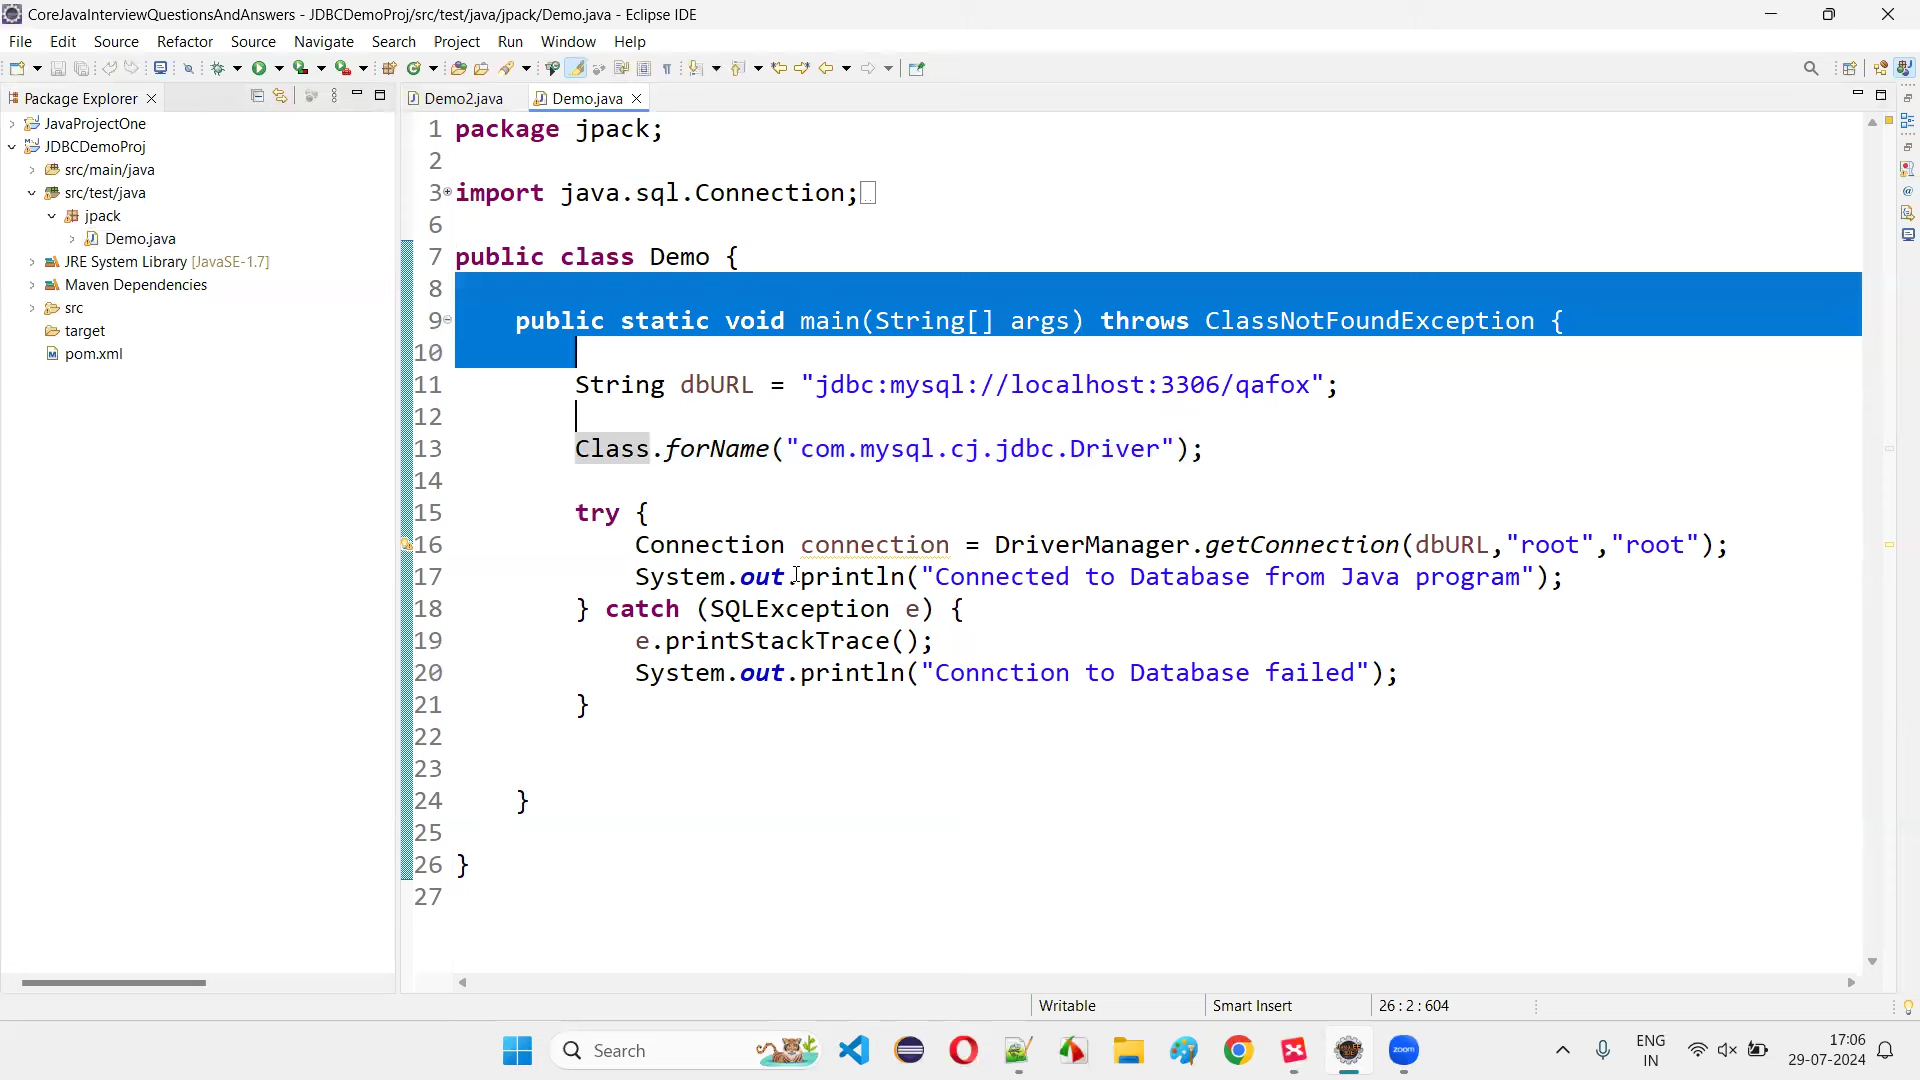 CoreJavaInterviewQuestionsAndAnswers - JDBCDemoProj/src/test/java/jpack/Demo.java - Eclipse IDE
File Edit Source Refactor Source Navigate Search Project Run Window Help
Package Explorer
Demo2.java Demo.java
JavaProjectOne
JDBCDemoProj
src/main/java
src/test/java
jpack
Demo.java
JRE System Library [JavaSE-1.7]
Maven Dependencies
src
target
pom.xml
1 package jpack;
2
3 import java.sql.Connection;
6
7 public class Demo {
8
9 public static void main(String[] args) throws ClassNotFoundException {
10
11 String dbURL = "jdbc:mysql://localhost:3306/qafox";
12
13 Class.forName("com.mysql.cj.jdbc.Driver");
14
15 try {
16 Connection connection = DriverManager.getConnection(dbURL,"root","root");
17 System.out.println("Connected to Database from Java program");
18 } catch (SQLException e) {
19 e.printStackTrace();
20 System.out.println("Connction to Database failed");
21 }
22
23
24 }
25
26 }
27
Writable Smart Insert 26 : 2 : 604
Search
zoom
ENG
IN
17:06
29-07-2024